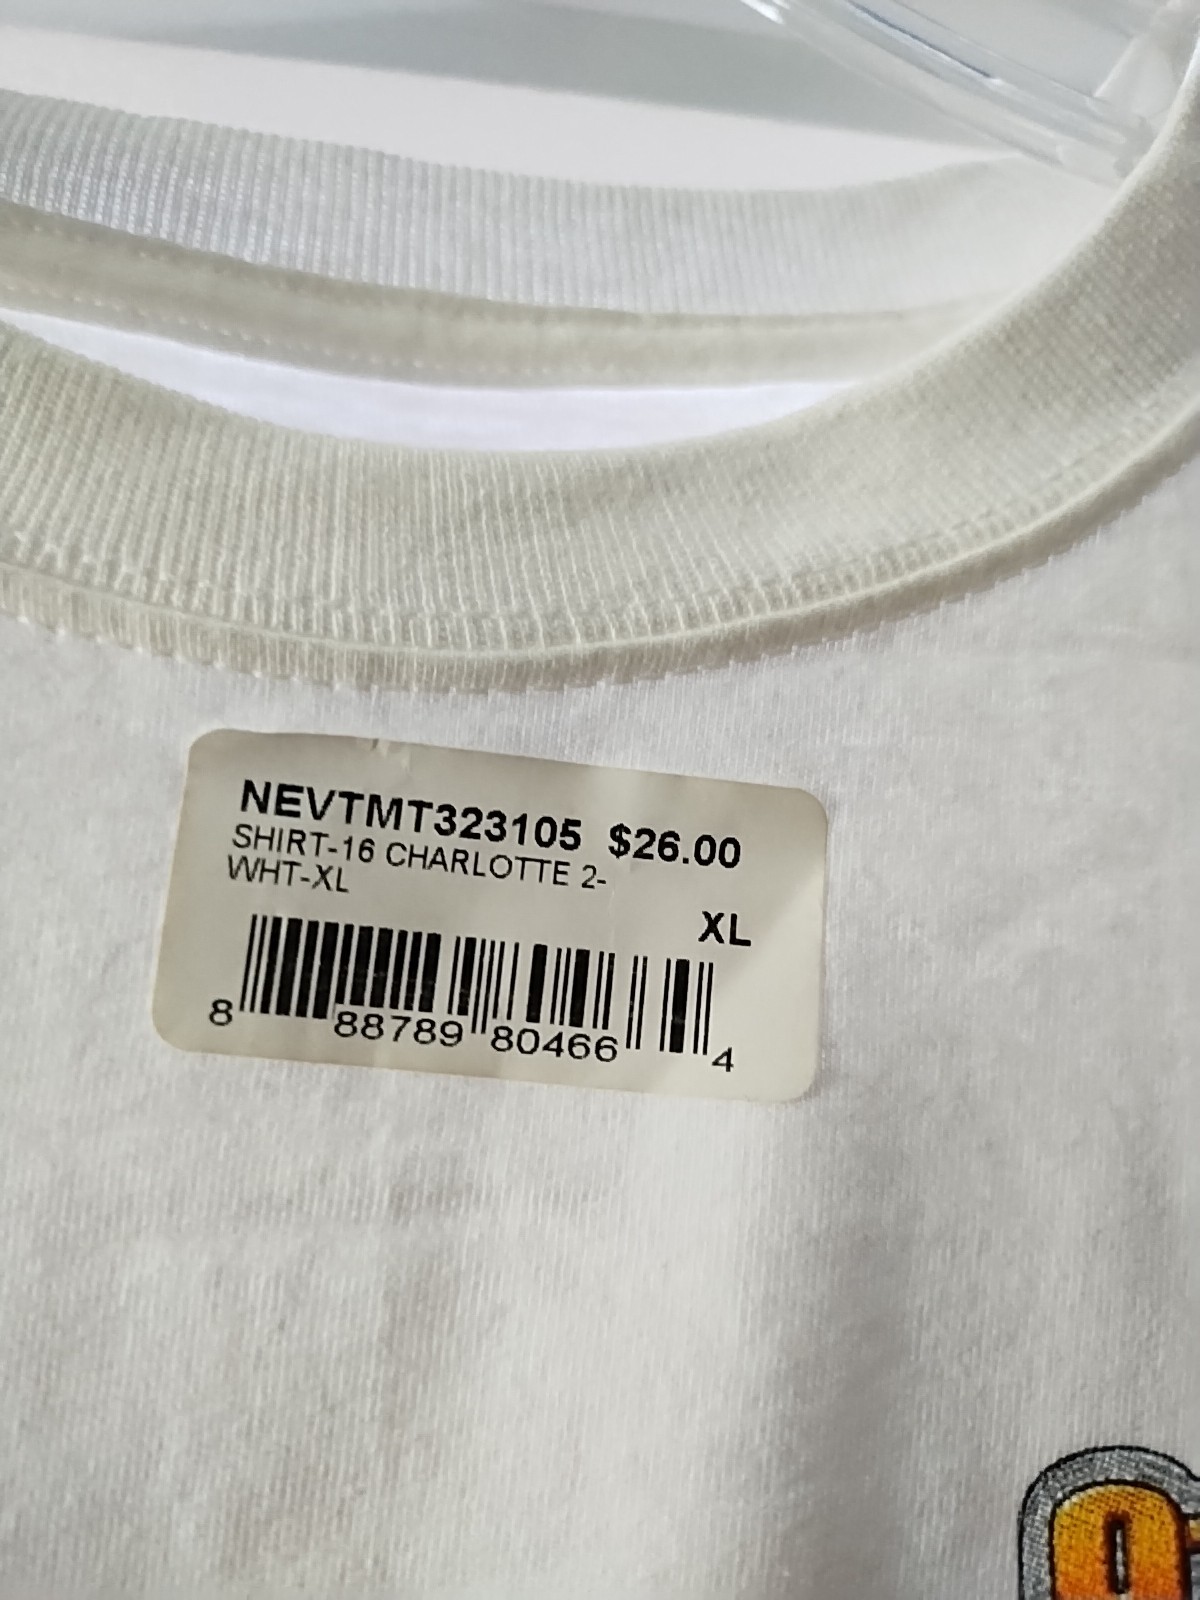 NEVTMT323105 $26.00
SHIRT-16 CHARLOTTE 2-
WHT-XL
XL
8 88789 80466 4